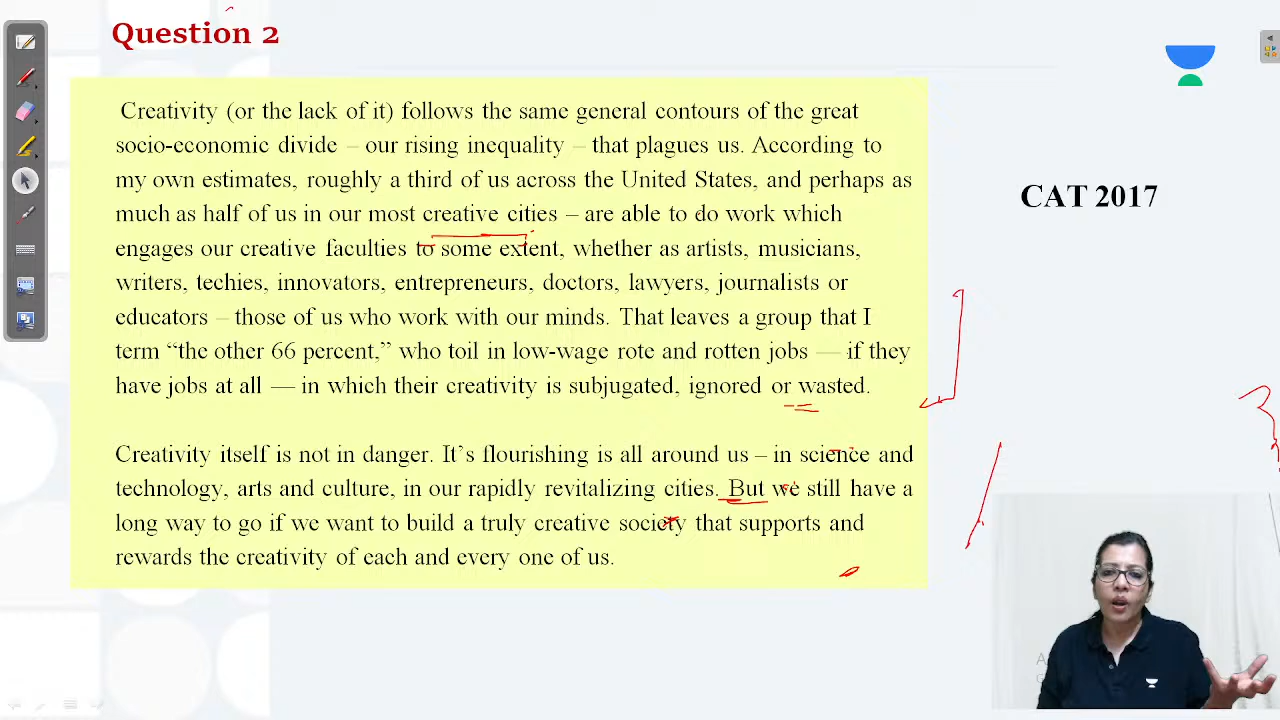 Question 2
Creativity (or the lack of it) follows the same general contours of the great
socio-economic divide – our rising inequality – that plagues us. According to
my own estimates, roughly a third of us across the United States, and perhaps as
much as half of us in our most creative cities – are able to do work which
engages our creative faculties to some extent, whether as artists, musicians,
writers, techies, innovators, entrepreneurs, doctors, lawyers, journalists or
educators – those of us who work with our minds. That leaves a group that I
term “the other 66 percent,” who toil in low-wage rote and rotten jobs — if they
have jobs at all — in which their creativity is subjugated, ignored or wasted.
Creativity itself is not in danger. It’s flourishing is all around us – in science and
technology, arts and culture, in our rapidly revitalizing cities. But we still have a
long way to go if we want to build a truly creative society that supports and
rewards the creativity of each and every one of us.
CAT 2017